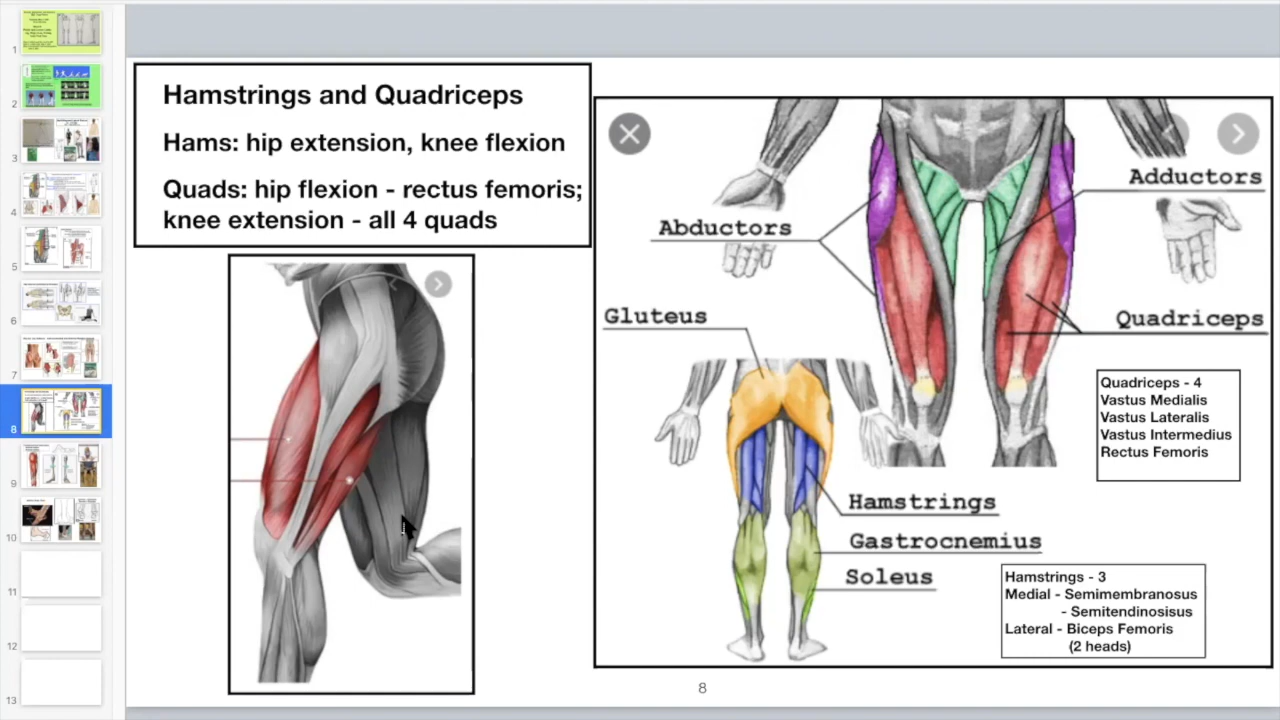 Hamstrings and Quadriceps
Hams: hip extension, knee flexion
Quads: hip flexion - rectus femoris;
knee extension - all 4 quads
Adductors
Abductors
Gluteus
Quadriceps
Quadriceps - 4
Vastus Medialis
Vastus Lateralis
Vastus Intermedius
Rectus Femoris
Hamstrings
Gastrocnemius
Soleus
Hamstrings - 3
Medial - Semimembranosus
- Semitendinosisus
Lateral - Biceps Femoris
(2 heads)
8
1
2
3
4
5
6
7
8
9
10
11
12
13